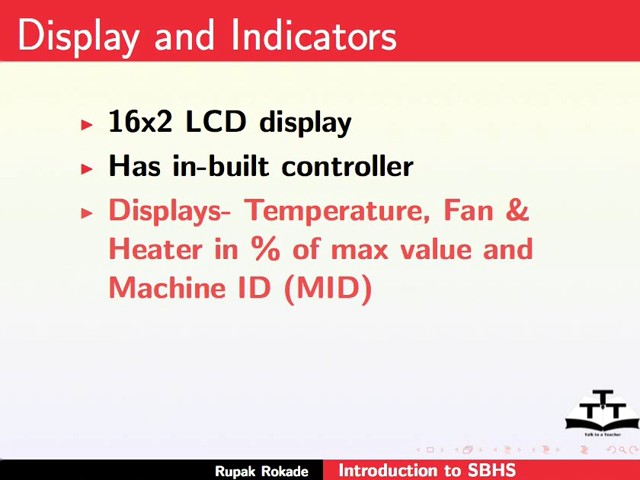 Display and Indicators
16x2 LCD display
Has in-built controller
Displays- Temperature, Fan &
Heater in % of max value and
Machine ID (MID)
TTT
Talk to a Teacher
Rupak Rokade
Introduction to SBHS